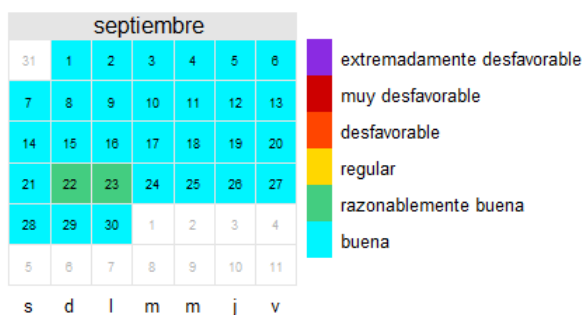 septiembre
31 1 2 3 4 5 6
7 8 9 10 11 12 13
14 15 16 17 18 19 20
21 22 23 24 25 26 27
28 29 30 1 2 3 4
5 6 7 8 9 10 11
s d l m m j v
extremadamente desfavorable
muy desfavorable
desfavorable
regular
razonablemente buena
buena